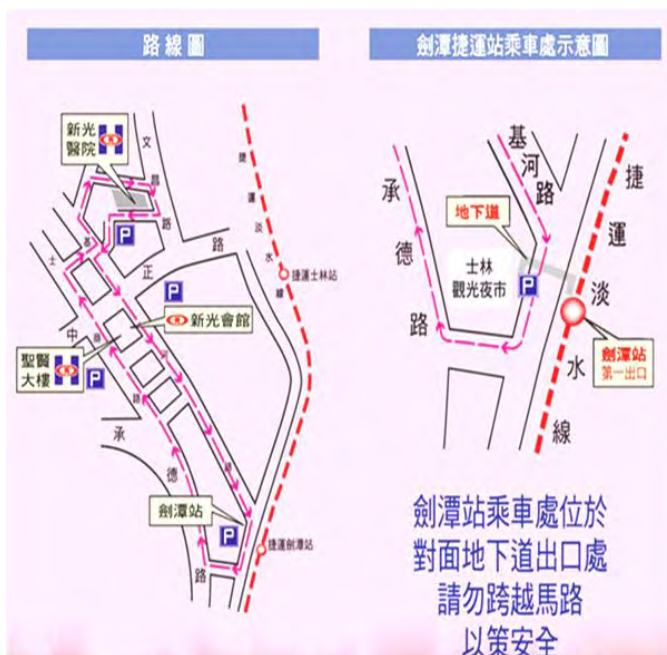 路線圖
劍潭捷運站乘車處示意圖
新光
醫院
文
昌
路
基
士
中
路
正
路
P
P
捷運淡水線
捷運士林站
新光會館
聖賢
大樓
P
河
路
承
德
路
劍潭站
P
捷運劍潭站
基河路
承德路
地下道
士林
觀光夜市
P
捷運淡水線
劍潭站
第一出口
劍潭站乘車處位於
對面地下道出口處
請勿跨越馬路
以策安全